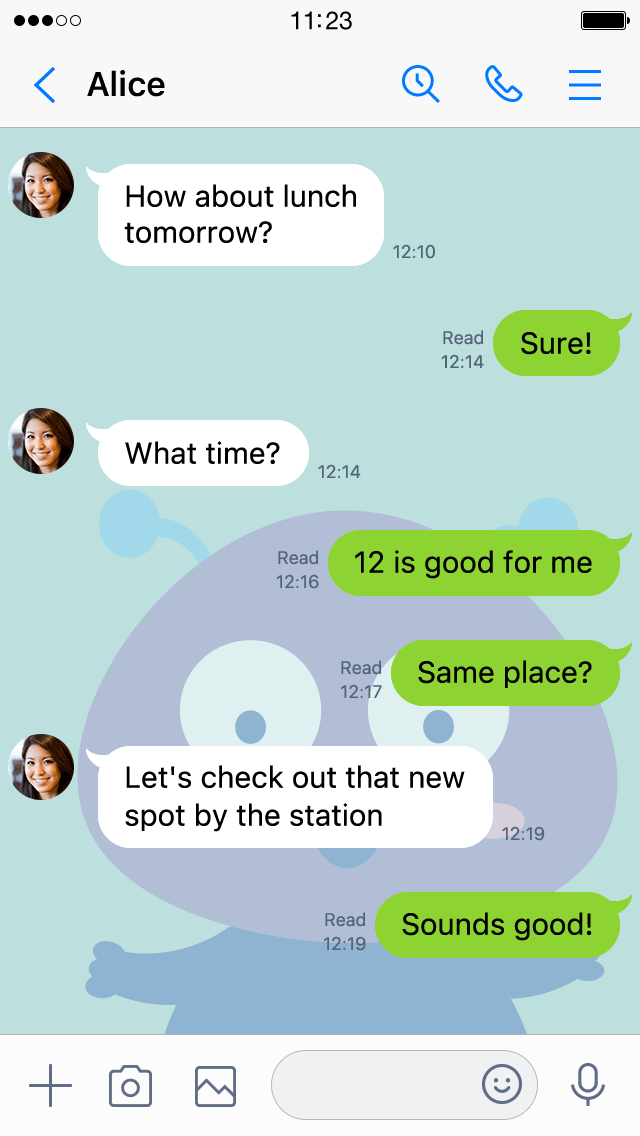 11:23
Alice
How about lunch
tomorrow?
12:10
Read
12:14
Sure!
What time?
12:14
Read
12:16
12 is good for me
Read
12:17
Same place?
Let's check out that new
spot by the station
12:19
Read
12:19
Sounds good!